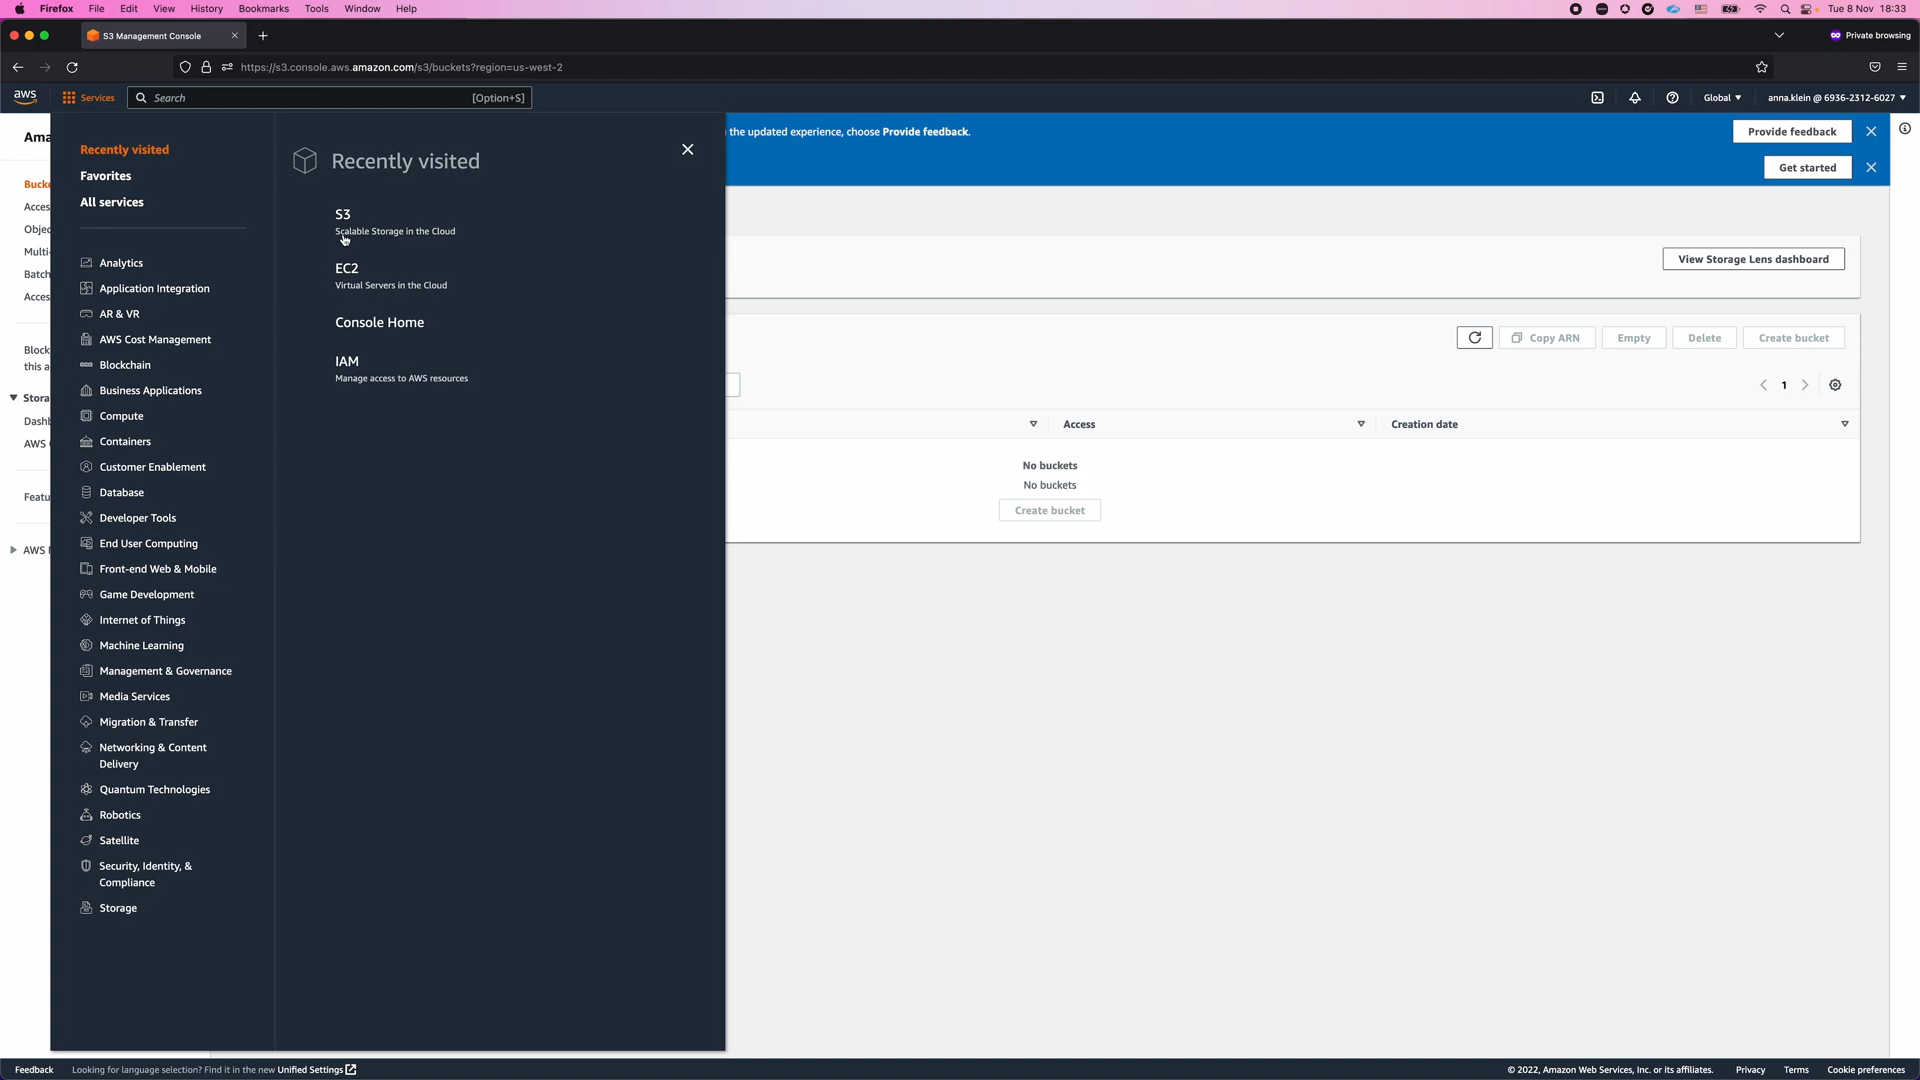 Firefox File Edit View History Bookmarks Tools Window Help
Tue 8 Nov 18:33
S3 Management Console
Private browsing
https://s3.console.aws.amazon.com/s3/buckets?region=us-west-2
aws
Services
Search
[Option+S]
Global
anna.klein @ 6936-2312-6027
Ama
the updated experience, choose Provide feedback.
Provide feedback
Get started
Bucke
Acces
Objec
Multi-
Batch
Acces
Block
this a
Stora
Dashb
AWS
Featu
AWS
Recently visited
Favorites
All services
Analytics
Application Integration
AR & VR
AWS Cost Management
Blockchain
Business Applications
Compute
Containers
Customer Enablement
Database
Developer Tools
End User Computing
Front-end Web & Mobile
Game Development
Internet of Things
Machine Learning
Management & Governance
Media Services
Migration & Transfer
Networking & Content
Delivery
Quantum Technologies
Robotics
Satellite
Security, Identity, &
Compliance
Storage
Recently visited
S3
Scalable Storage in the Cloud
EC2
Virtual Servers in the Cloud
Console Home
IAM
Manage access to AWS resources
View Storage Lens dashboard
Copy ARN
Empty
Delete
Create bucket
1
Access
Creation date
No buckets
No buckets
Create bucket
Feedback
Looking for language selection? Find it in the new Unified Settings
© 2022, Amazon Web Services, Inc. or its affiliates.
Privacy
Terms
Cookie preferences